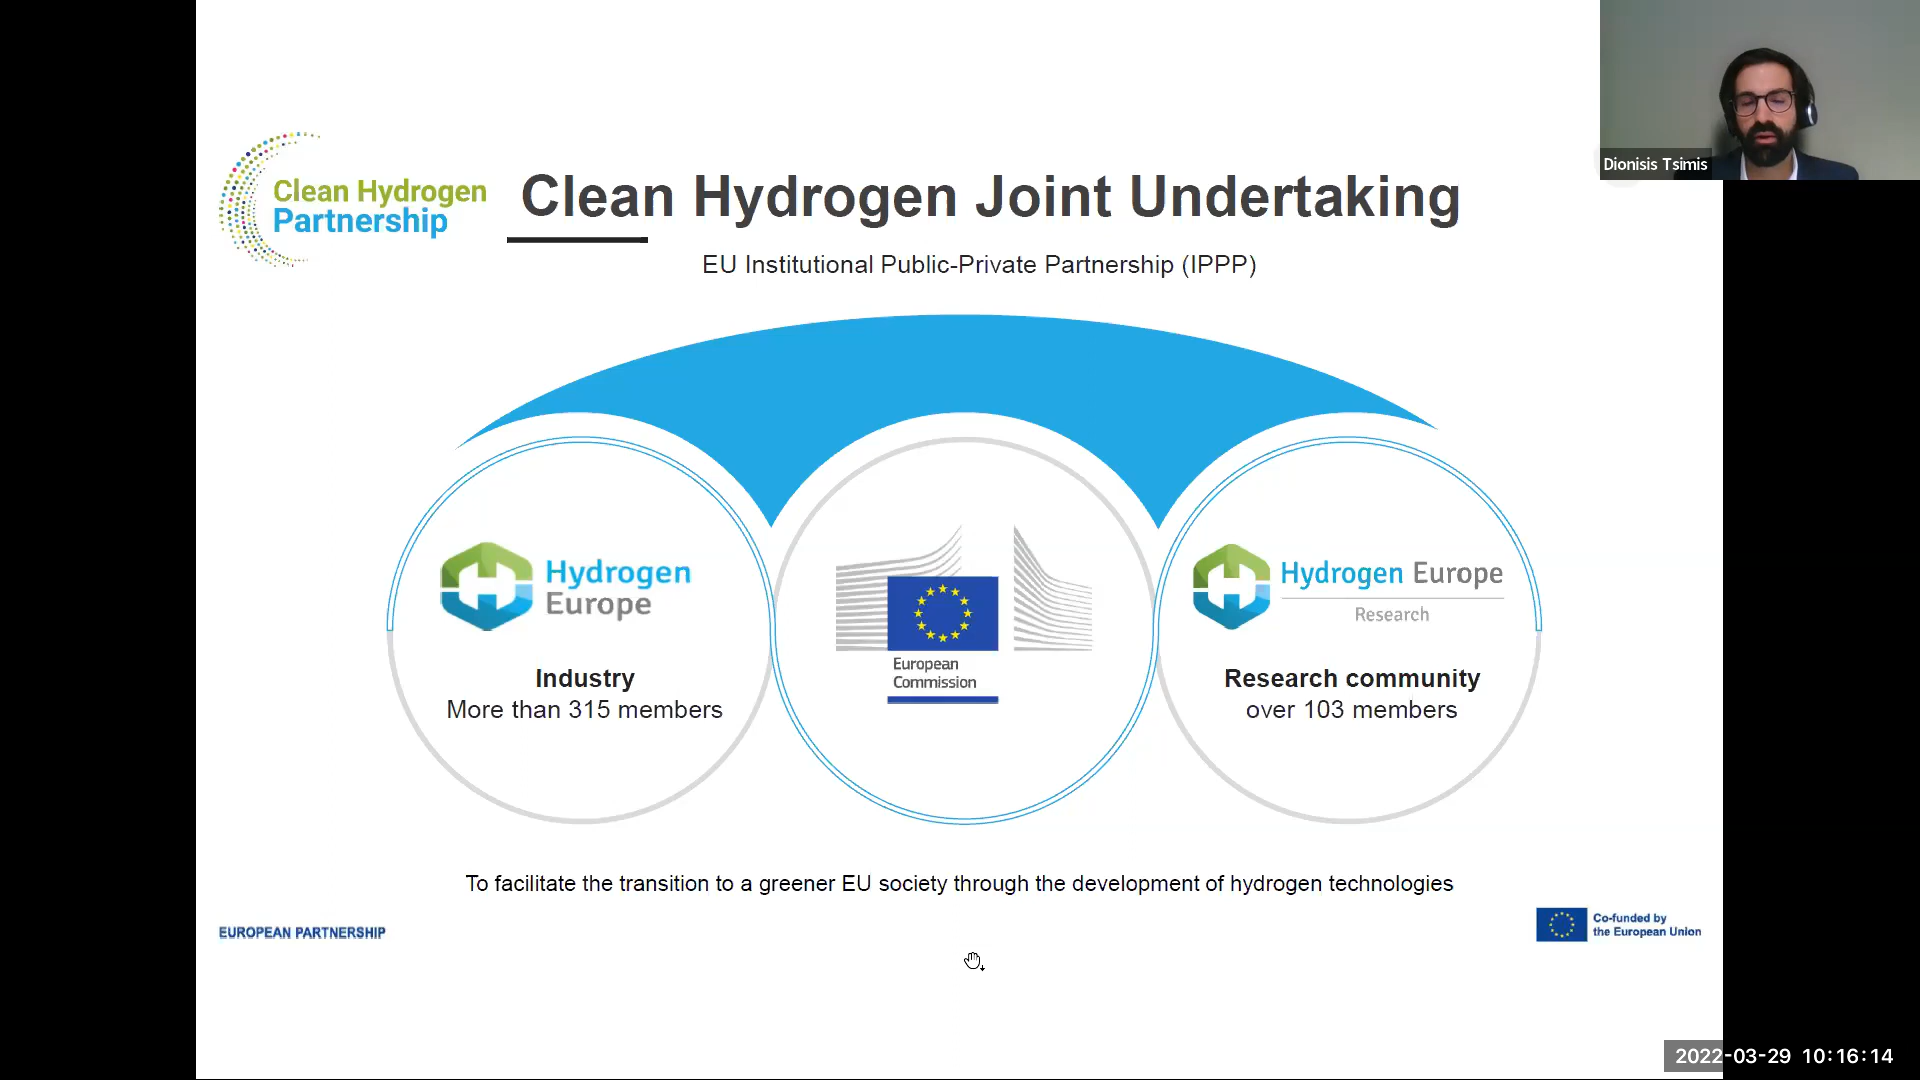 Dionisis Tsimis
Clean Hydrogen
Partnership
Clean Hydrogen Joint Undertaking
EU Institutional Public-Private Partnership (IPPP)
Hydrogen
Europe
Industry
More than 315 members
European
Commission
Hydrogen Europe
Research
Research community
over 103 members
To facilitate the transition to a greener EU society through the development of hydrogen technologies
EUROPEAN PARTNERSHIP
Co-funded by
the European Union
2022-03-29 10:16:14